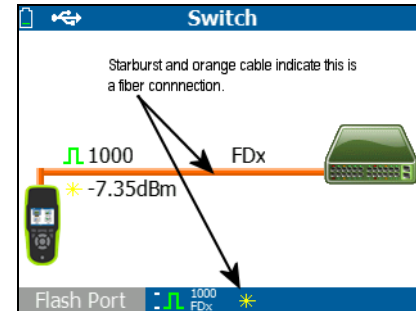 Switch
Starburst and orange cable indicate this is
a fiber connnection.
1000 FDx
-7.35dBm
Flash Port 1000
FDx